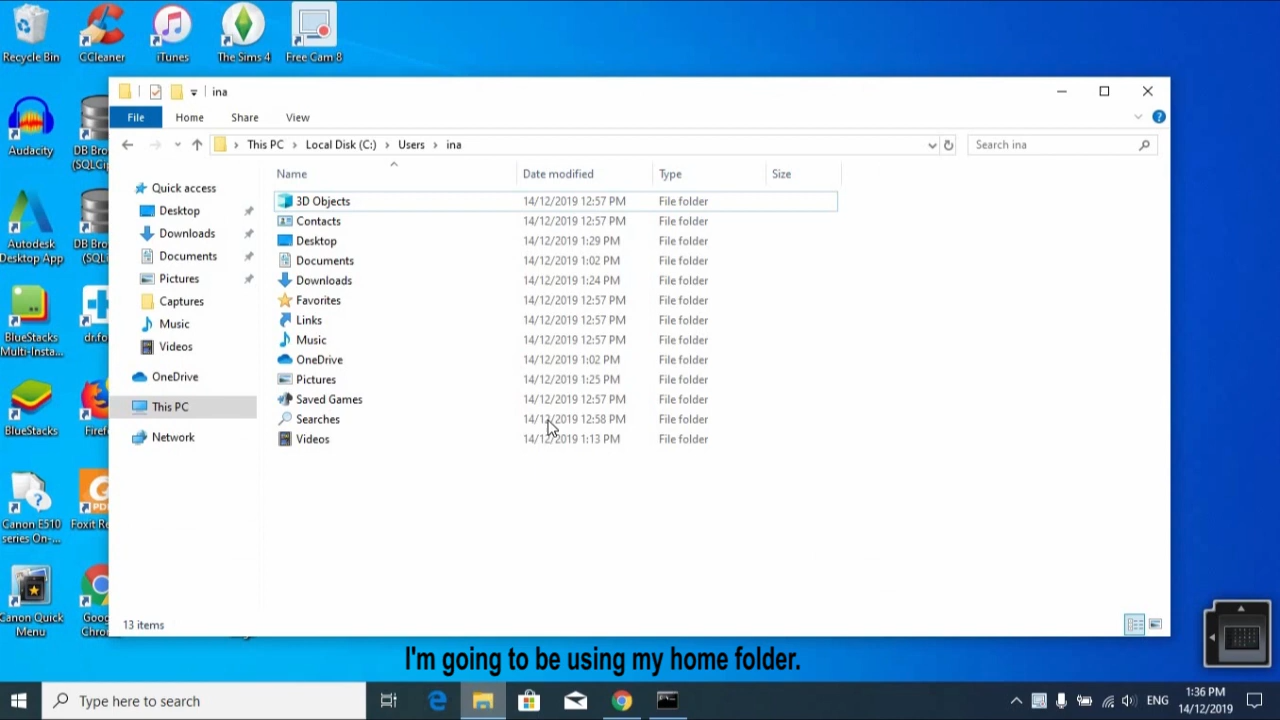 Recycle Bin
CCleaner
iTunes
The Sims 4
Free Cam 8
Audacity
DB Bro
(SQLCip
Autodesk
Desktop App
DB Bro
(SQLi
BlueStacks
Multi-Insta...
dr.fo
BlueStacks
Firef
Canon E510
series On-...
Foxit Re
Canon Quick
Menu
Goo
Chro
ina
File
Home
Share
View
This PC
Local Disk (C:)
Users
ina
Search ina
Quick access
Desktop
Downloads
Documents
Pictures
Captures
Music
Videos
OneDrive
This PC
Network
Name Date modified Type Size
3D Objects 14/12/2019 12:57 PM File folder
Contacts 14/12/2019 12:57 PM File folder
Desktop 14/12/2019 1:29 PM File folder
Documents 14/12/2019 1:02 PM File folder
Downloads 14/12/2019 1:24 PM File folder
Favorites 14/12/2019 12:57 PM File folder
Links 14/12/2019 12:57 PM File folder
Music 14/12/2019 12:57 PM File folder
OneDrive 14/12/2019 1:02 PM File folder
Pictures 14/12/2019 1:25 PM File folder
Saved Games 14/12/2019 12:57 PM File folder
Searches 14/12/2019 12:58 PM File folder
Videos 14/12/2019 1:13 PM File folder
13 items
I'm going to be using my home folder.
Type here to search
ENG
1:36 PM
14/12/2019